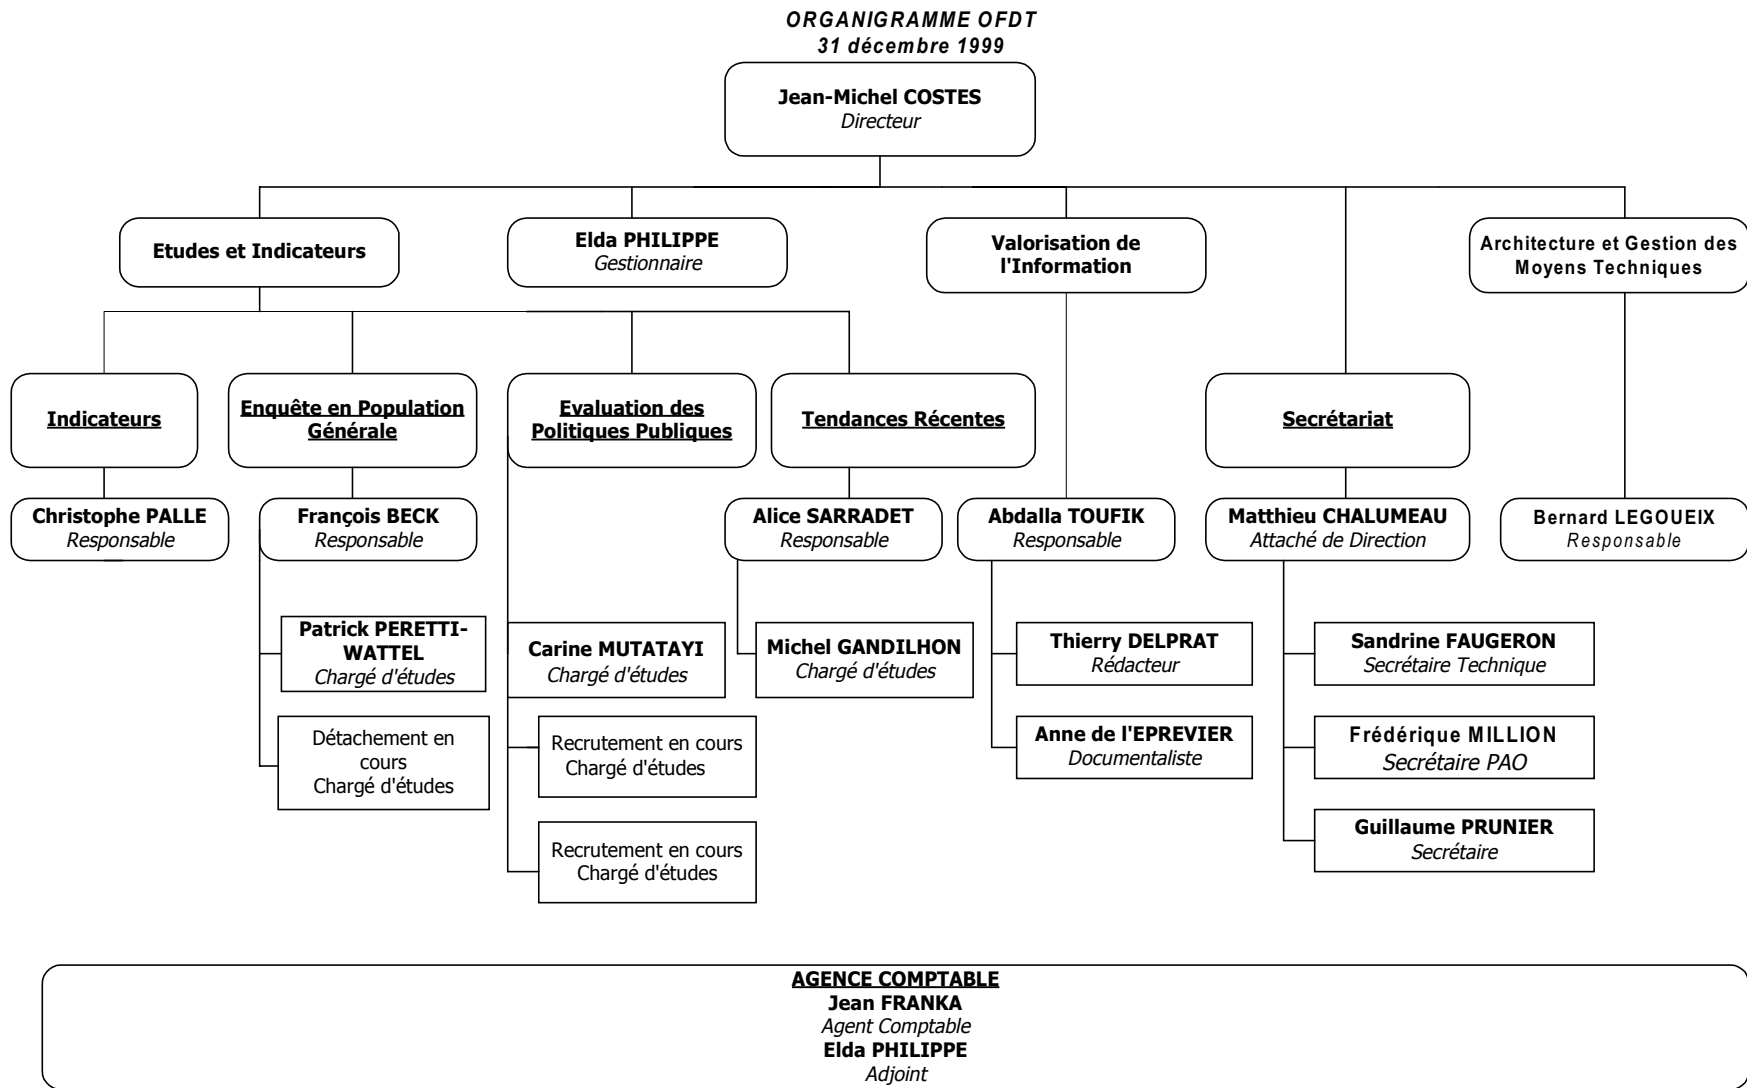 ORGANIGRAMME OFDT
31 décembre 1999
Jean-Michel COSTES
Directeur
Etudes et Indicateurs
Elda PHILIPPE
Gestionnaire
Valorisation de
l'Information
Architecture et Gestion des
Moyens Techniques
Indicateurs
Enquête en Population
Générale
Evaluation des
Politiques Publiques
Tendances Récentes
Secrétariat
Christophe PALLE
Responsable
François BECK
Responsable
Alice SARRADET
Responsable
Abdalla TOUFIK
Responsable
Matthieu CHALUMEAU
Attaché de Direction
Bernard LEGOUEIX
Responsable
Patrick PERETTI-
WATTEL
Chargé d'études
Carine MUTATAYI
Chargé d'études
Michel GANDILHON
Chargé d'études
Thierry DELPRAT
Rédacteur
Sandrine FAUGERON
Secrétaire Technique
Détachement en
cours
Chargé d'études
Recrutement en cours
Chargé d'études
Anne de l'EPREVIER
Documentaliste
Frédérique MILLION
Secrétaire PAO
Recrutement en cours
Chargé d'études
Guillaume PRUNIER
Secrétaire
AGENCE COMPTABLE
Jean FRANKA
Agent Comptable
Elda PHILIPPE
Adjoint